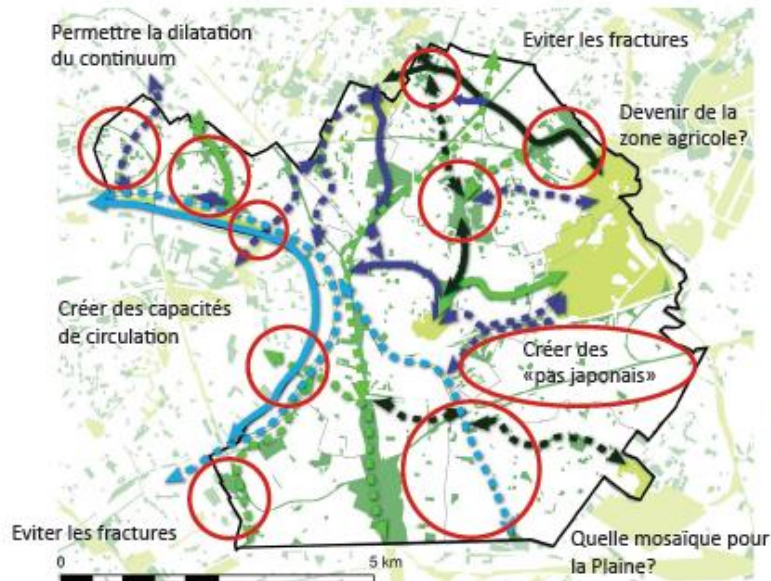 Permettre la dilatation
du continuum
Eviter les fractures
Devenir de la
zone agricole?
Créer des capacités
de circulation
Créer des
«pas japonais»
Eviter les fractures
Quelle mosaïque pour
la Plaine?
0
5 km